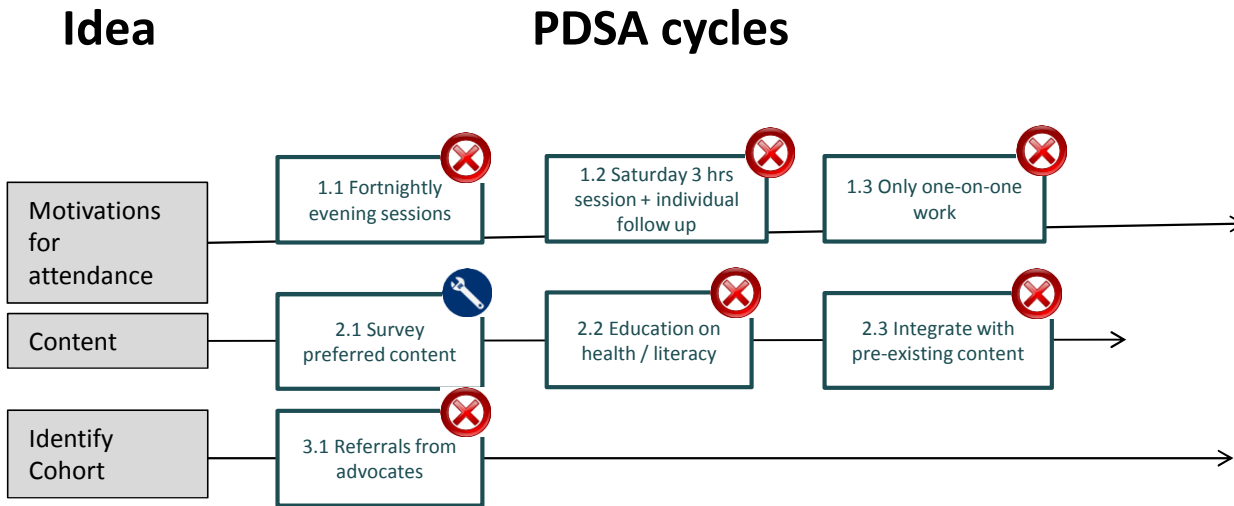 Idea
PDSA cycles
Motivations
for
attendance
1.1 Fortnightly
evening sessions
1.2 Saturday 3 hrs
session + individual
follow up
1.3 Only one-on-one
work
Content
2.1 Survey
preferred content
2.2 Education on
health / literacy
2.3 Integrate with
pre-existing content
Identify
Cohort
3.1 Referrals from
advocates